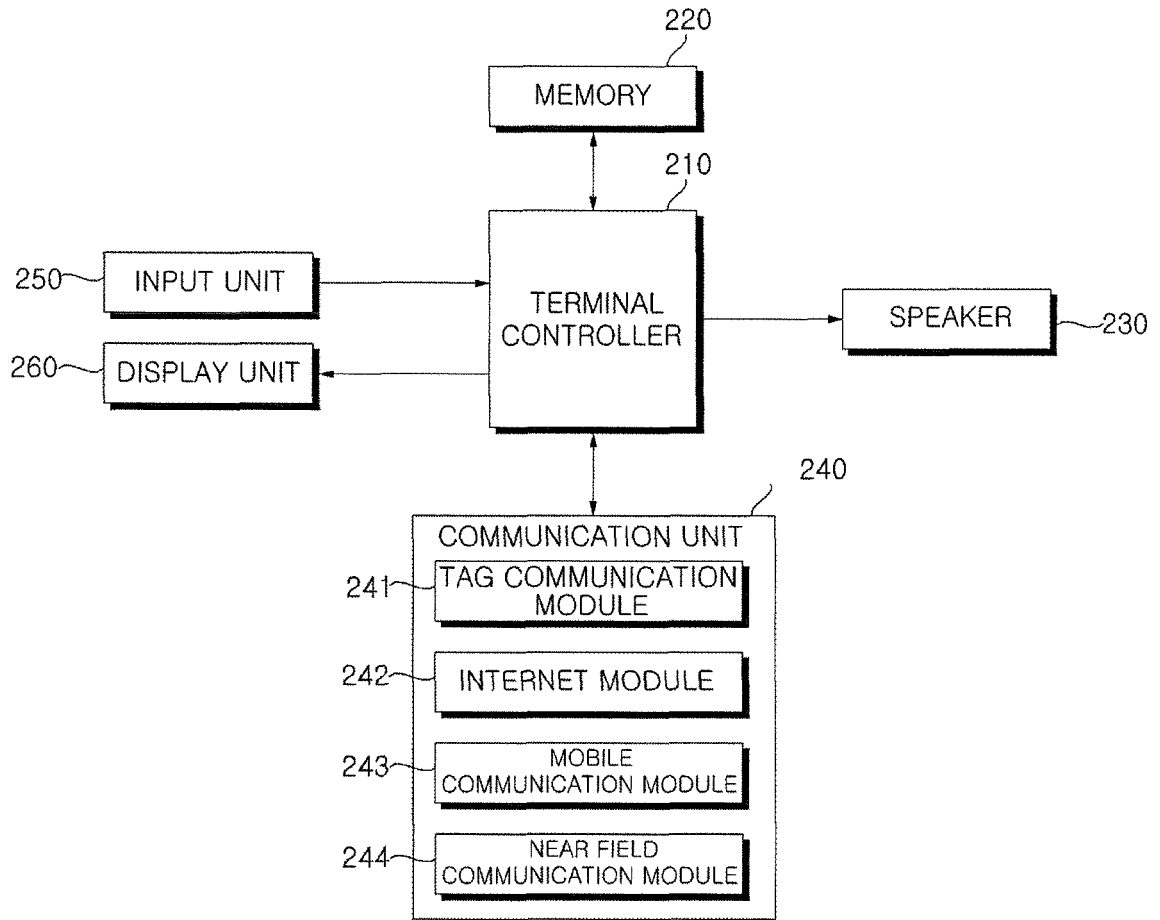 220
MEMORY
210
250
INPUT UNIT
TERMINAL
CONTROLLER
SPEAKER
230
260
DISPLAY UNIT
240
COMMUNICATION UNIT
241
TAG COMMUNICATION
MODULE
242
INTERNET MODULE
243
MOBILE
COMMUNICATION MODULE
244
NEAR FIELD
COMMUNICATION MODULE